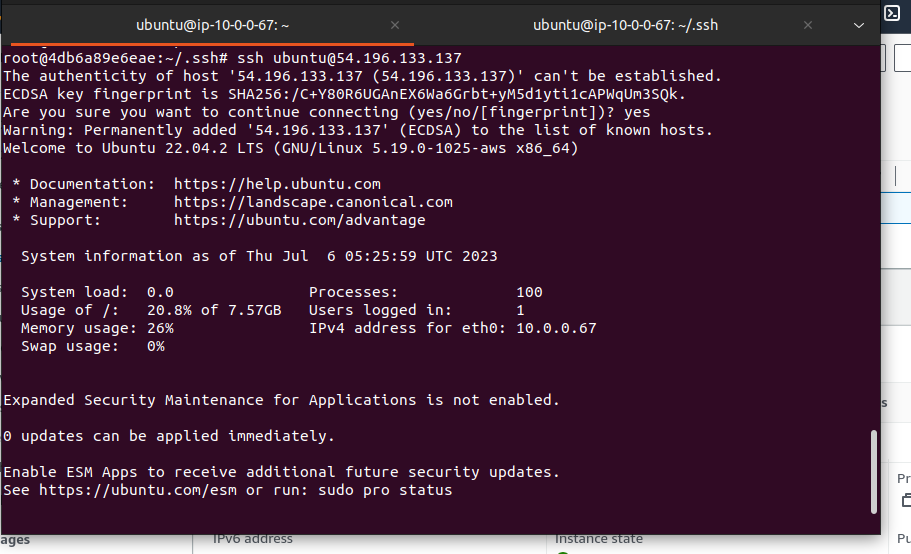 ubuntu@ip-10-0-0-67: ~
ubuntu@ip-10-0-0-67: ~/.ssh
root@4db6a89e6eae:~/.ssh# ssh ubuntu@54.196.133.137
The authenticity of host '54.196.133.137 (54.196.133.137)' can't be established.
ECDSA key fingerprint is SHA256:/C+Y80R6UGAnEX6Wa6Grbt+yM5d1yti1cAPWqUm3SQk.
Are you sure you want to continue connecting (yes/no/[fingerprint])? yes
Warning: Permanently added '54.196.133.137' (ECDSA) to the list of known hosts.
Welcome to Ubuntu 22.04.2 LTS (GNU/Linux 5.19.0-1025-aws x86_64)
* Documentation: https://help.ubuntu.com
* Management: https://landscape.canonical.com
* Support: https://ubuntu.com/advantage
System information as of Thu Jul 6 05:25:59 UTC 2023
System load: 0.0 Processes: 100
Usage of /: 20.8% of 7.57GB Users logged in: 1
Memory usage: 26% IPv4 address for eth0: 10.0.0.67
Swap usage: 0%
Expanded Security Maintenance for Applications is not enabled.
0 updates can be applied immediately.
Enable ESM Apps to receive additional future security updates.
See https://ubuntu.com/esm or run: sudo pro status
s
Pr
ages
IPv6 address
Instance state
Pu